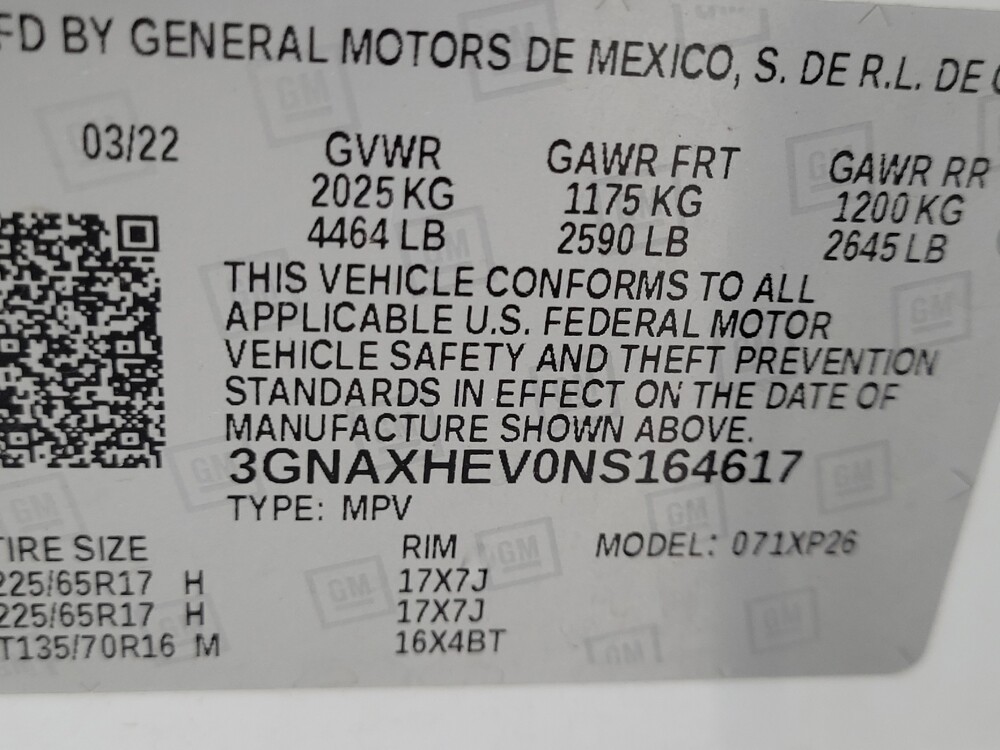 FD BY GENERAL MOTORS DE MEXICO, S. DE R.L. DE C
03/22 GVWR GAWR FRT GAWR RR
2025 KG 1175 KG 1200 KG
4464 LB 2590 LB 2645 LB
THIS VEHICLE CONFORMS TO ALL
APPLICABLE U.S. FEDERAL MOTOR
VEHICLE SAFETY AND THEFT PREVENTION
STANDARDS IN EFFECT ON THE DATE OF
MANUFACTURE SHOWN ABOVE.
3GNAXHEV0NS164617
TYPE: MPV
TIRE SIZE RIM MODEL: 071XP26
225/65R17 H 17X7J
225/65R17 H 17X7J
T135/70R16 M 16X4BT